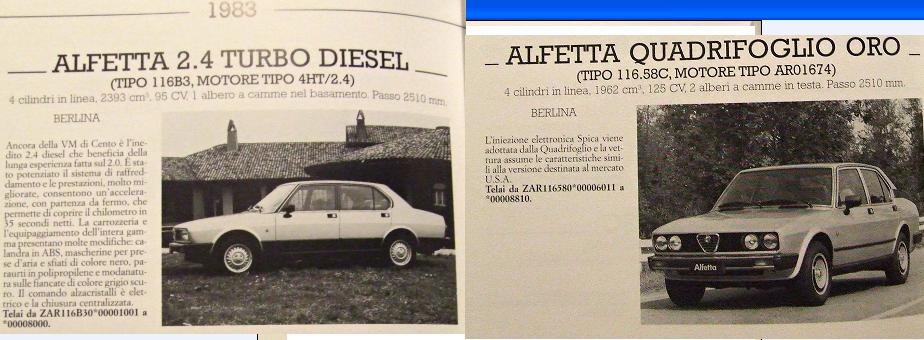 1983
ALFETTA 2.4 TURBO DIESEL
(TIPO 116B3, MOTORE TIPO 4HT/2.4)
4 cilindri in linea, 2393 cm³, 95 CV, 1 albero a camme nel basamento. Passo 2510 mm.
BERLINA
Ancora della VM di Cento è l'ine-
dito 2.4 diesel che beneficia della
lunga esperienza fatta sul 2.0. È sta-
to potenziato il sistema di raffred-
damento e le prestazioni, molto mi-
gliorate, consentono un'accelera-
zione, con partenza da fermo, che
permette di coprire il chilometro in
35 secondi netti. La carrozzeria e
l'equipaggiamento dell'intera gam-
ma presentano molte modifiche: ca-
landra in ABS, mascherine per pre-
se d'aria e sfiati di colore nero, pa-
raurti in polipropilene e modanatu-
ra sulle fiancate di colore grigio scu-
ro. Il comando alzacristalli è elet-
trico e la chiusura centralizzata.
Telai da ZAR116B30*00001001 a
*00008000.
ALFETTA QUADRIFOGLIO ORO
(TIPO 116.58C, MOTORE TIPO AR01674)
4 cilindri in linea, 1962 cm³, 125 CV, 2 alberi a camme in testa. Passo 2510 mm.
BERLINA
L'iniezione elettronica Spica viene
adottata dalla Quadrifoglio e la vet-
tura assume le caratteristiche simi-
li alla versione destinata al mercato
U.S.A.
Telai da ZAR116580*00006011 a
*00008810.
Alfetta